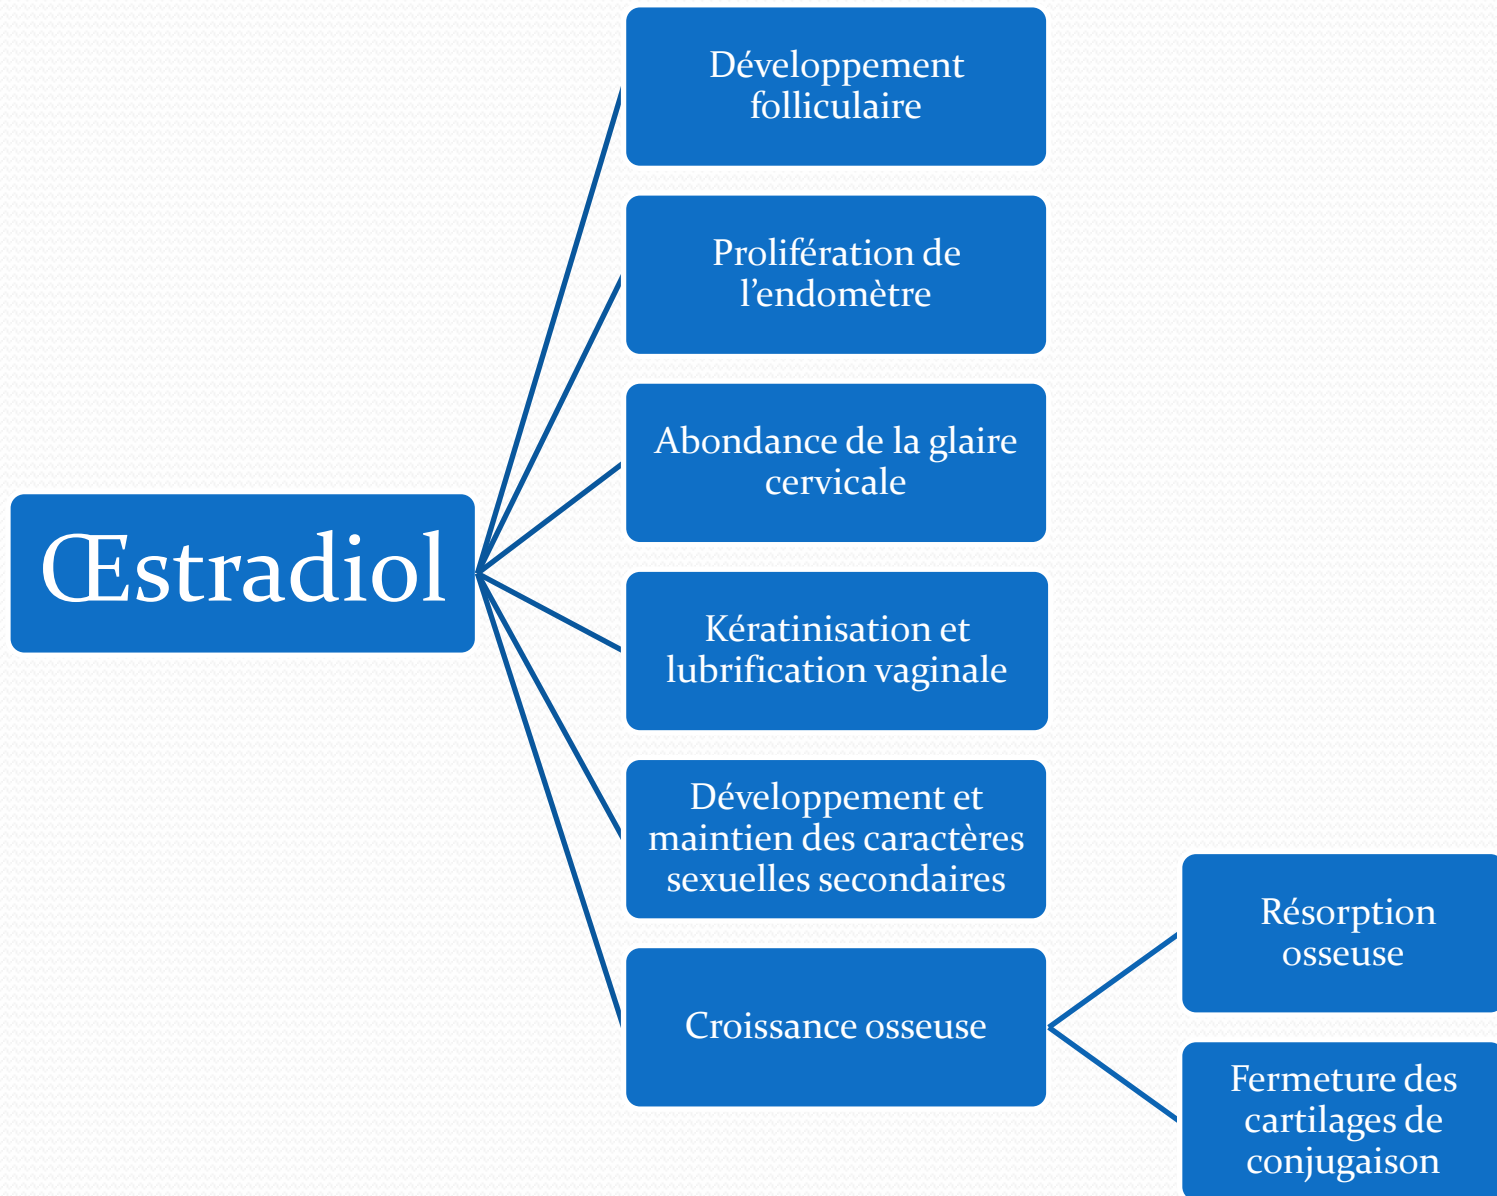 Œstradiol
Développement
folliculaire
Prolifération de
l’endomètre
Abondance de la glaire
cervicale
Kératinisation et
lubrification vaginale
Développement et
maintien des caractères
sexuelles secondaires
Croissance osseuse
Résorption
osseuse
Fermeture des
cartilages de
conjugaison